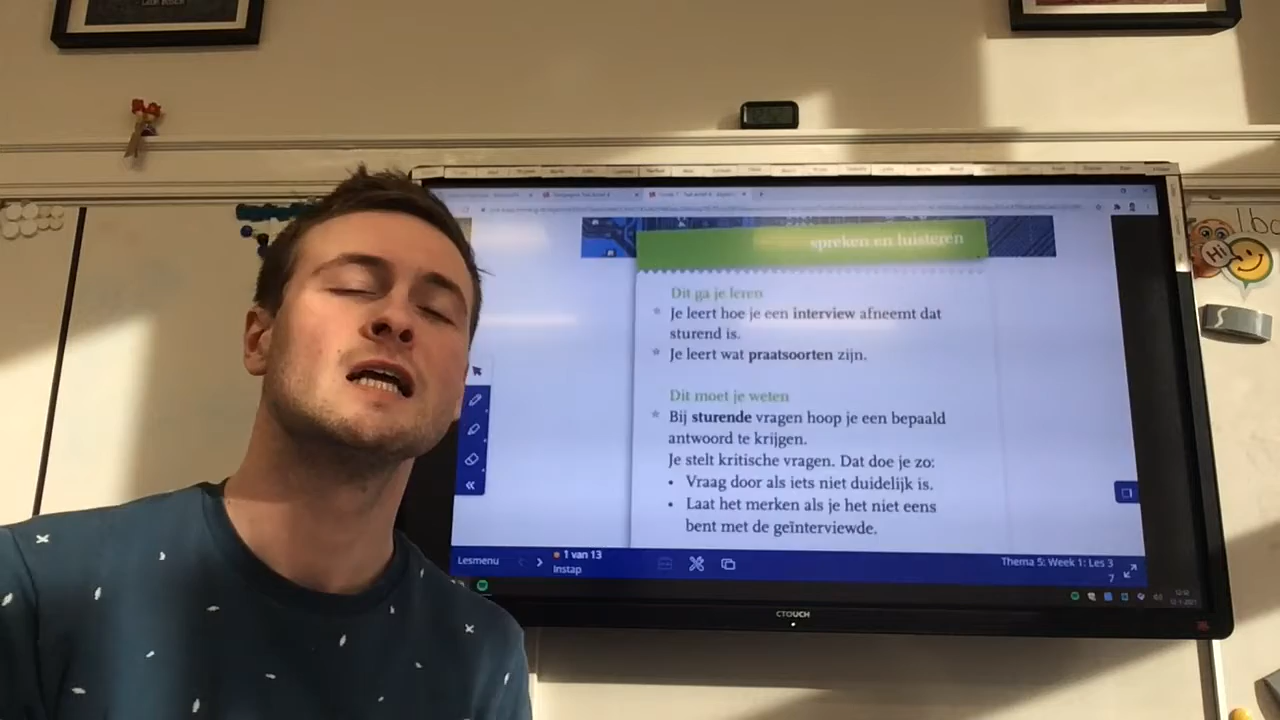 spreken en luisteren
Dit ga je leren
Je leert hoe je een interview afneemt dat
sturend is.
Je leert wat praatsoorten zijn.
Hi
Dit moet je weten
Bij sturende vragen hoop je een bepaald
antwoord te krijgen.
Je stelt kritische vragen. Dat doe je zo:
• Vraag door als iets niet duidelijk is.
• Laat het merken als je het niet eens
bent met de geïnterviewde.
Lesmenu
1 van 13
Instap
Thema 5: Week 1: Les 3
7
CTOUCH